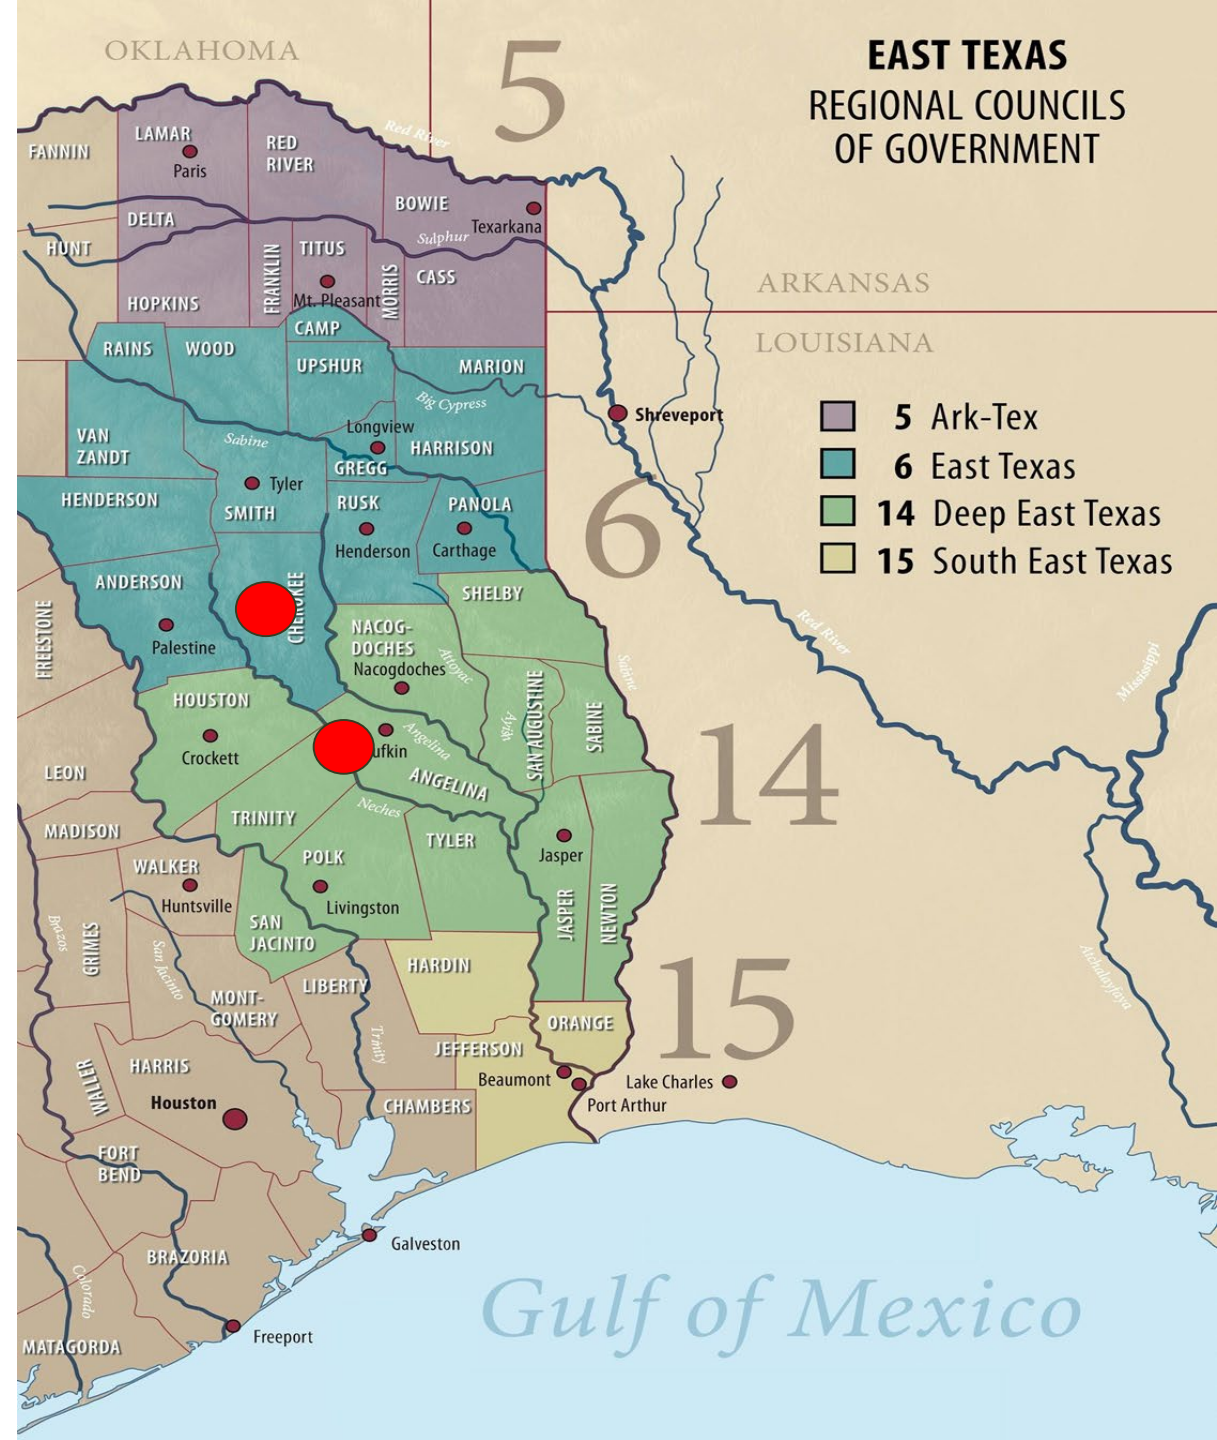 OKLAHOMA
5
EAST TEXAS
REGIONAL COUNCILS
OF GOVERNMENT
FANNIN
LAMAR
Paris
RED
RIVER
Red River
BOWIE
Texarkana
DELTA
HUNT
Sulphur
TITUS
FRANKLIN
MORRIS
CASS
HOPKINS
Mt. Pleasant
ARKANSAS
LOUISIANA
CAMP
RAINS
WOOD
UPSHUR
MARION
Big Cypress
Shreveport
5 Ark-Tex
6 East Texas
14 Deep East Texas
15 South East Texas
VAN
ZANDT
Sabine
Longview
HARRISON
GREGG
Tyler
SMITH
HENDERSON
RUSK
Henderson
PANOLA
Carthage
6
ANDERSON
Palestine
SHELBY
FREESTONE
NACOG-
DOCHES
Nacogdoches
Attoyac
Sabine
Red River
Mississippi
HOUSTON
Crockett
SAN AUGUSTINE
Ayish
SABINE
14
ufkin
Angelina
ANGELINA
LEON
MADISON
TRINITY
Neches
TYLER
Jasper
JASPER
NEWTON
WALKER
Huntsville
POLK
Livingston
SAN
JACINTO
Brazos
GRIMES
San Jacinto
HARDIN
15
Atchalayfaya
LIBERTY
MONT-
GOMERY
Trinity
ORANGE
JEFFERSON
Beaumont
Port Arthur
Lake Charles
WALLER
HARRIS
Houston
CHAMBERS
FORT
BEND
Galveston
BRAZORIA
Colorado
Freeport
MATAGORDA
Gulf of Mexico